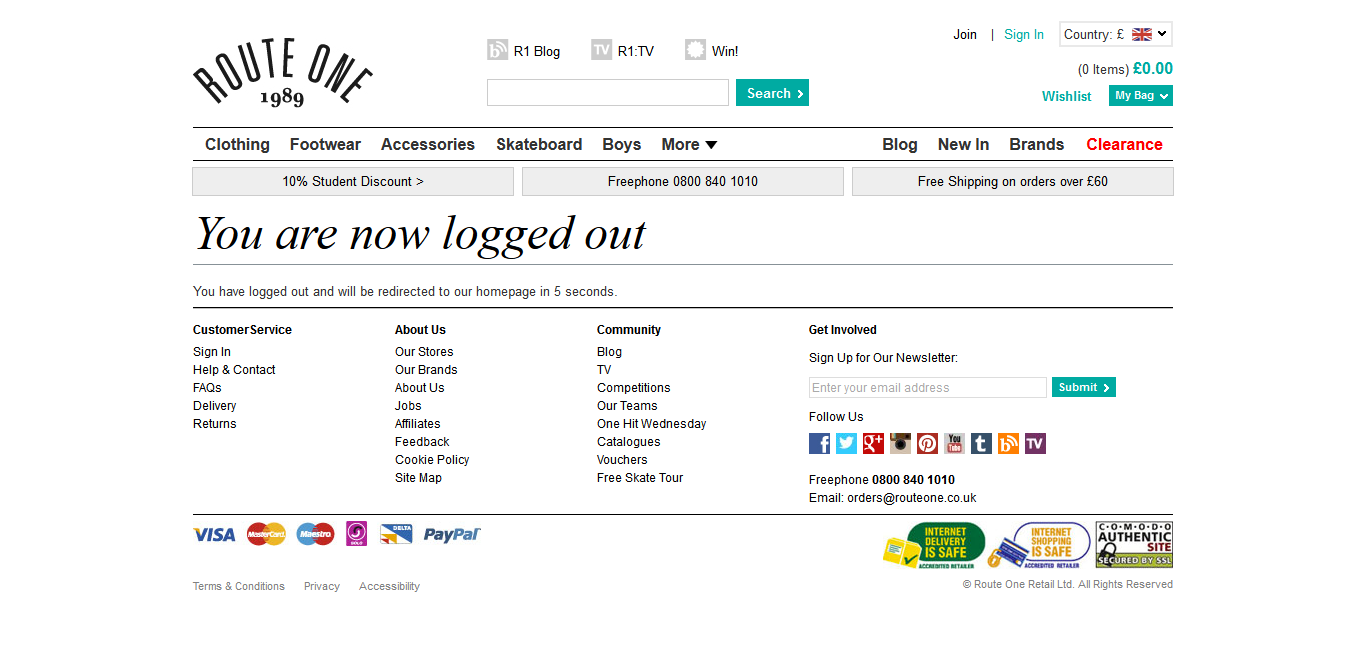 ROUTE ONE
1989
R1 Blog
TV R1:TV
Win!
Join | Sign In Country: £
(0 Items) £0.00
Search
Wishlist My Bag
Clothing Footwear Accessories Skateboard Boys More Blog New In Brands Clearance
10% Student Discount > Freephone 0800 840 1010 Free Shipping on orders over £60
You are now logged out
You have logged out and will be redirected to our homepage in 5 seconds.
Customer Service
Sign In
Help & Contact
FAQs
Delivery
Returns
About Us
Our Stores
Our Brands
About Us
Jobs
Affiliates
Feedback
Cookie Policy
Site Map
Community
Blog
TV
Competitions
Our Teams
One Hit Wednesday
Catalogues
Vouchers
Free Skate Tour
Get Involved
Sign Up for Our Newsletter:
Enter your email address Submit
Follow Us
You Tube TV
Freephone 0800 840 1010
Email: orders@routeone.co.uk
VISA MasterCard Maestro SOLO DELTA PayPal
INTERNET
DELIVERY
IS SAFE
ACCREDITED RETAILER
INTERNET
SHOPPING
IS SAFE
ACCREDITED RETAILER
C·O·M·O·D·O
AUTHENTIC
SITE
SECURED BY SSL
Terms & Conditions Privacy Accessibility
© Route One Retail Ltd. All Rights Reserved